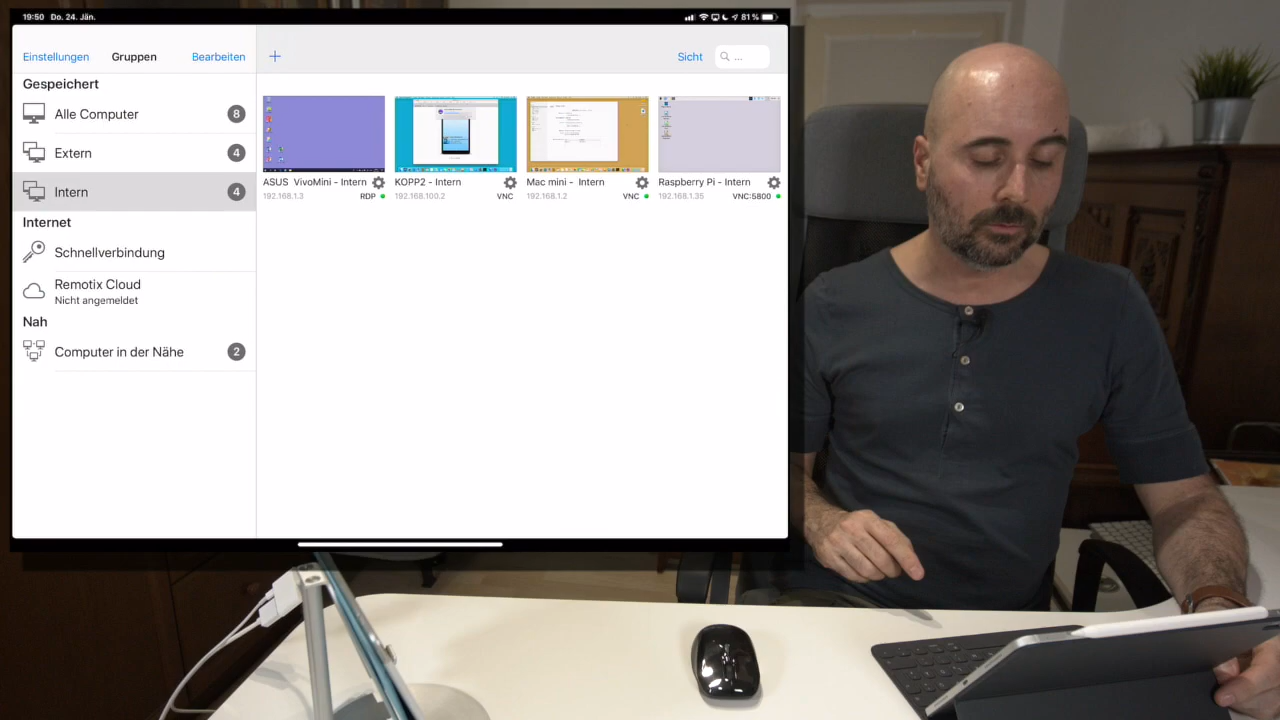 19:50 Do. 24. Jän.
81 %
Einstellungen Gruppen Bearbeiten
Sicht
...
Gespeichert
Alle Computer 8
Extern 4
Intern 4
Internet
Schnellverbindung
Remotix Cloud
Nicht angemeldet
Nah
Computer in der Nähe 2
ASUS VivoMini - Intern
192.168.1.3 RDP
KOPP2 - Intern
192.168.100.2 VNC
Mac mini - Intern
192.168.1.2 VNC
Raspberry Pi - Intern
192.168.1.35 VNC:5800